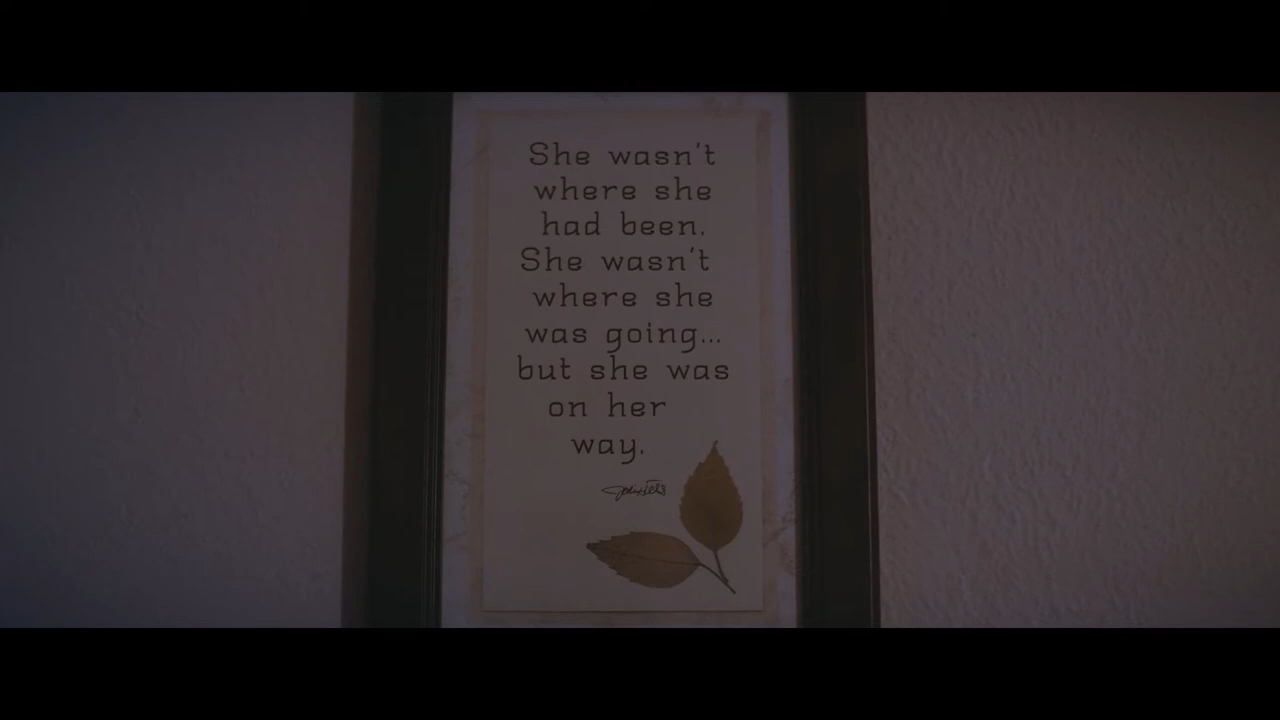 She wasn't
where she
had been.
She wasn't
where she
was going...
but she was
on her
way.